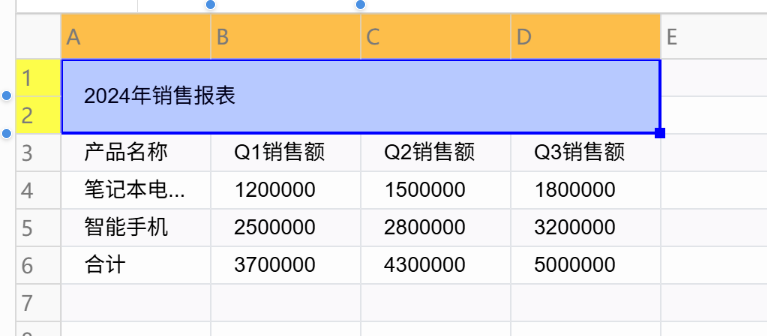 A B C D E
1 2024年销售报表
2
3 产品名称 Q1销售额 Q2销售额 Q3销售额
4 笔记本电... 1200000 1500000 1800000
5 智能手机 2500000 2800000 3200000
6 合计 3700000 4300000 5000000
7